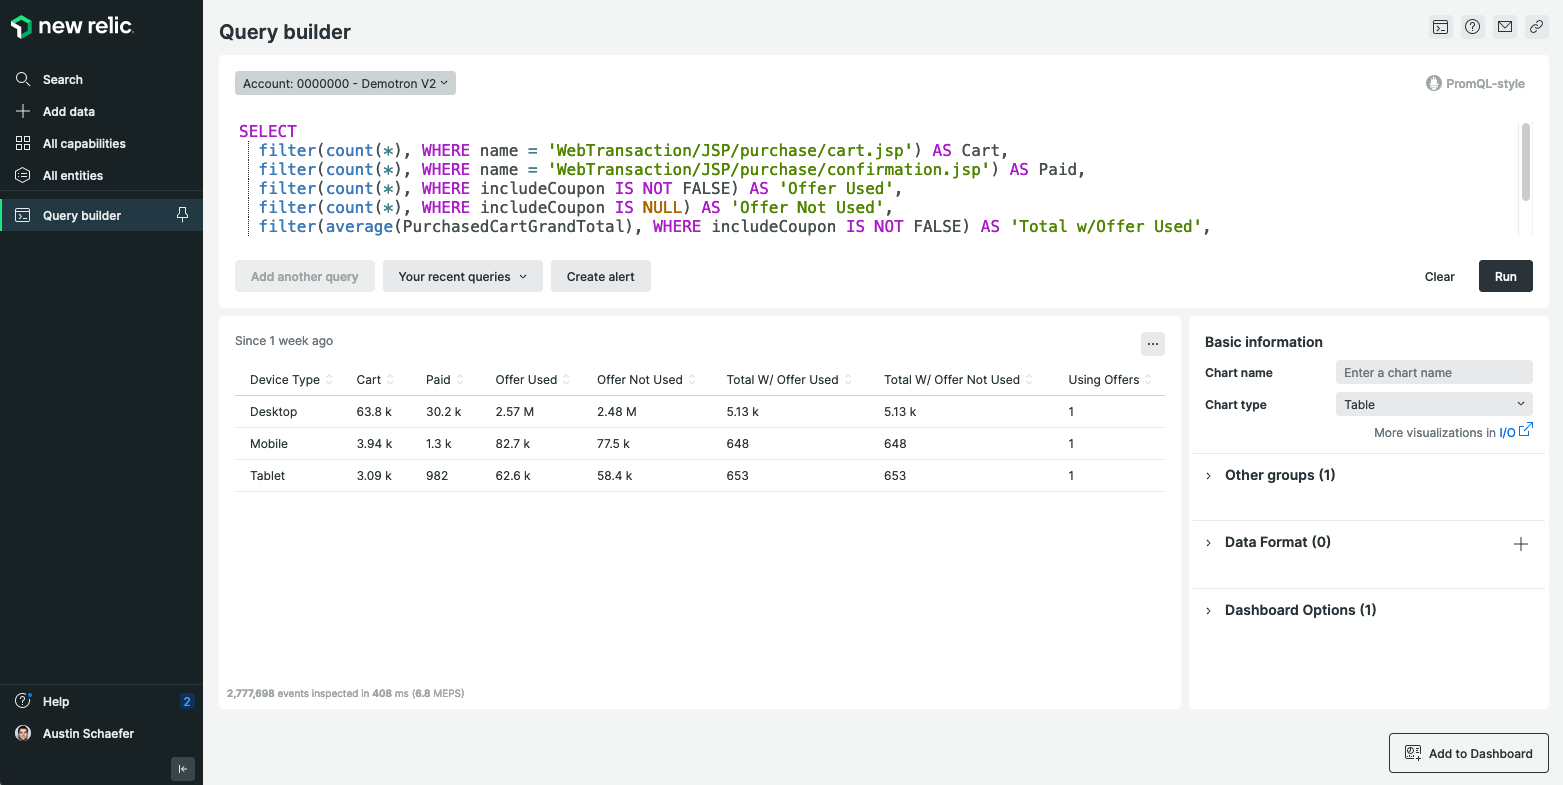 new relic
Search
Add data
All capabilities
All entities
Query builder
Help 2
Austin Schaefer
Query builder
Account: 0000000 - Demotron V2
PromQL-style
SELECT
filter(count(*), WHERE name = 'WebTransaction/JSP/purchase/cart.jsp') AS Cart,
filter(count(*), WHERE name = 'WebTransaction/JSP/purchase/confirmation.jsp') AS Paid,
filter(count(*), WHERE includeCoupon IS NOT FALSE) AS 'Offer Used',
filter(count(*), WHERE includeCoupon IS NULL) AS 'Offer Not Used',
filter(average(PurchasedCartGrandTotal), WHERE includeCoupon IS NOT FALSE) AS 'Total w/Offer Used',
Add another query Your recent queries Create alert Clear Run
Since 1 week ago
...
Device Type Cart Paid Offer Used Offer Not Used Total W/ Offer Used Total W/ Offer Not Used Using Offers
Desktop 63.8 k 30.2 k 2.57 M 2.48 M 5.13 k 5.13 k 1
Mobile 3.94 k 1.3 k 82.7 k 77.5 k 648 648 1
Tablet 3.09 k 982 62.6 k 58.4 k 653 653 1
2,777,698 events inspected in 408 ms (6.8 MEPS)
Basic information
Chart name Enter a chart name
Chart type Table
More visualizations in I/O
Other groups (1)
Data Format (0)
Dashboard Options (1)
Add to Dashboard